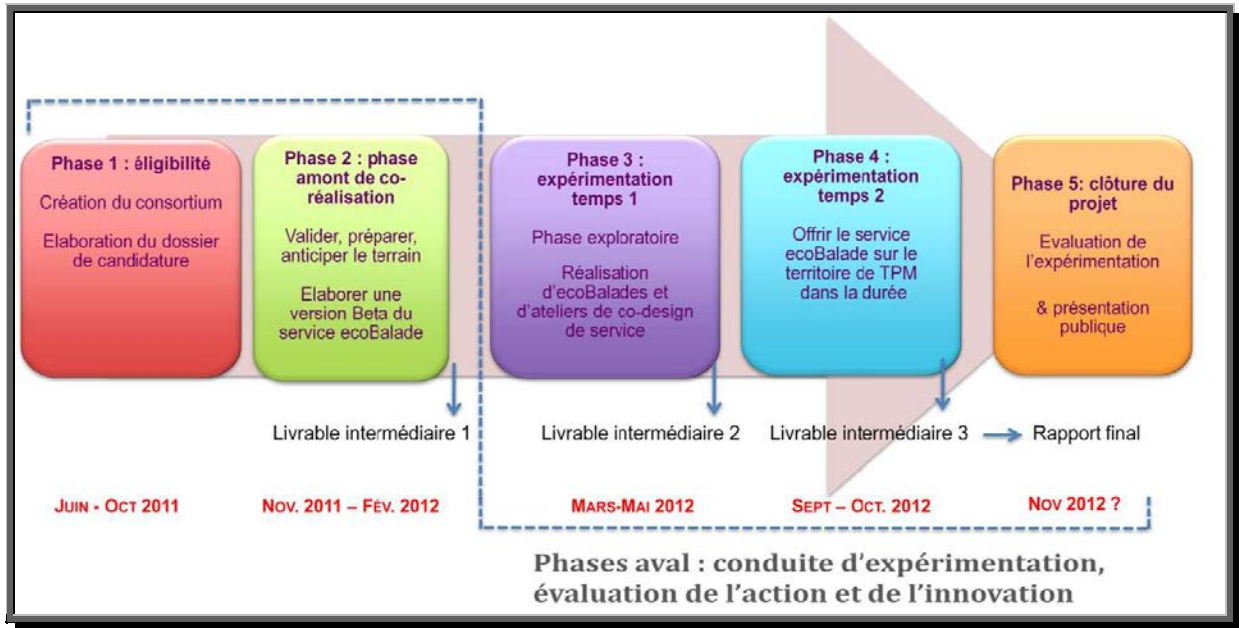 Phase 1 : éligibilité
Création du consortium
Elaboration du dossier
de candidature
Phase 2 : phase
amont de co-
réalisation
Valider, préparer,
anticiper le terrain
Elaborer une
version Beta du
service ecoBalade
Phase 3 :
expérimentation
temps 1
Phase exploratoire
Réalisation
d'ecoBalades et
d'ateliers de co-design
de service
Phase 4 :
expérimentation
temps 2
Offrir le service
ecoBalade sur le
territoire de TPM
dans la durée
Phase 5: clôture du
projet
Evaluation de
l'expérimentation
& présentation
publique
Livrable intermédiaire 1
Livrable intermédiaire 2
Livrable intermédiaire 3
Rapport final
JUIN - OCT 2011
NOV. 2011 – FÉV. 2012
MARS-MAI 2012
SEPT – OCT. 2012
NOV 2012 ?
Phases aval : conduite d'expérimentation,
évaluation de l'action et de l'innovation